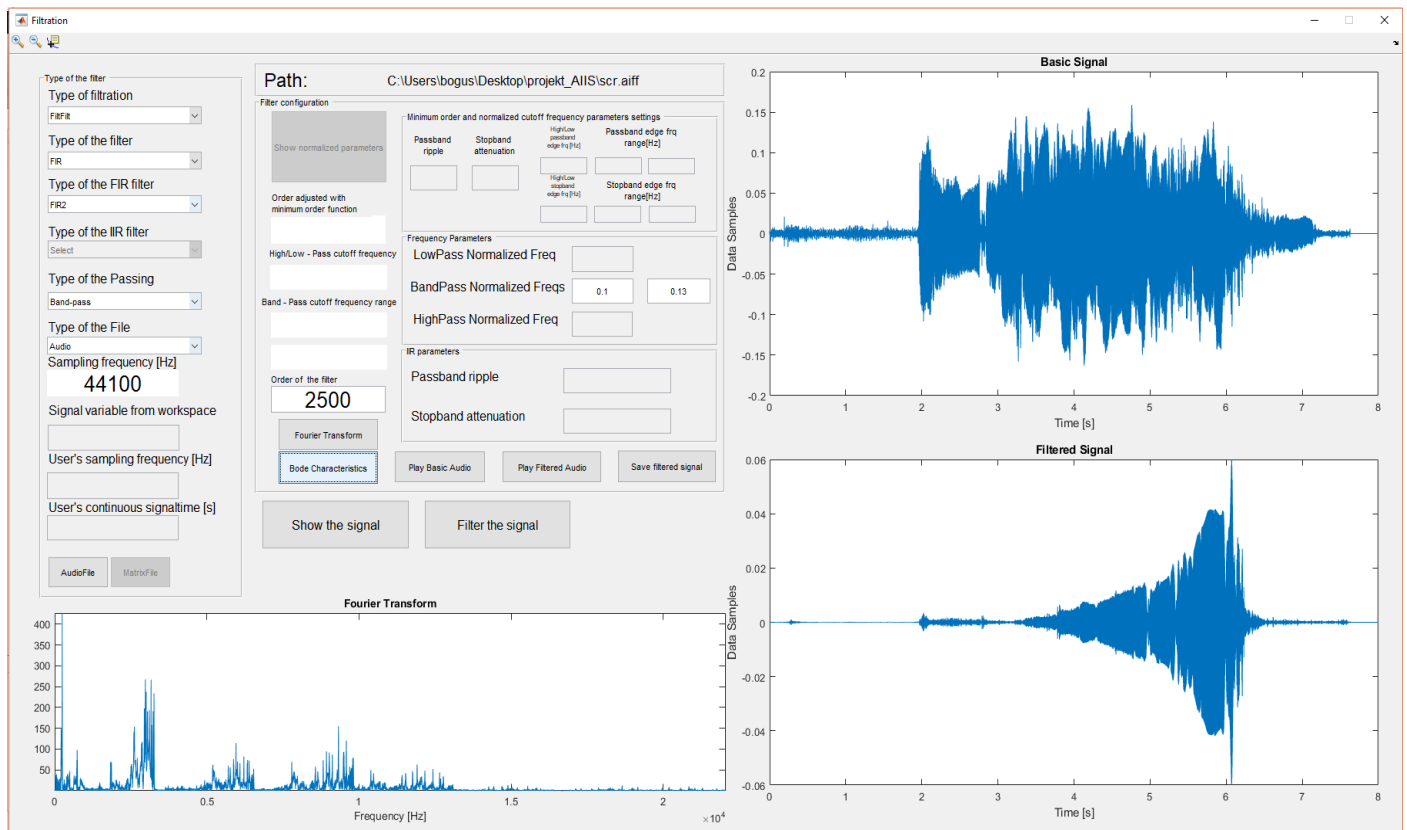 Filtration
Type of the filter
Type of filtration
FiltFilt
Type of the filter
FIR
Type of the FIR filter
FIR2
Type of the IIR filter
Select
Type of the Passing
Band-pass
Type of the File
Audio
Sampling frequency [Hz]
44100
Signal variable from workspace
User's sampling frequency [Hz]
User's continuous signaltime [s]
AudioFile
MatrixFile
Path:
C:\Users\bogus\Desktop\projekt_AIIS\scr.aiff
Filter configuration
Show normalized parameters
Order adjusted with
minimum order function
High/Low - Pass cutoff frequency
Band - Pass cutoff frequency range
Order of the filter
2500
Fourier Transform
Bode Characteristics
Minimum order and normalized cutoff frequency parameters settings
Passband
ripple
Stopband
attenuation
High/Low
passband
edge frq [Hz]
Passband edge frq
range[Hz]
High/Low
stopband
edge frq [Hz]
Stopband edge frq
range[Hz]
Frequency Parameters
LowPass Normalized Freq
BandPass Normalized Freqs
0.1
0.13
HighPass Normalized Freq
IIR parameters
Passband ripple
Stopband attenuation
Play Basic Audio
Play Filtered Audio
Save filtered signal
Show the signal
Filter the signal
Fourier Transform
400
350
300
250
200
150
100
50
0
0.5
1
1.5
2
×10⁴
Frequency [Hz]
Basic Signal
0.2
0.15
0.1
0.05
0
-0.05
-0.1
-0.15
-0.2
Data Samples
0
1
2
3
4
5
6
7
8
Time [s]
Filtered Signal
0.06
0.04
0.02
0
-0.02
-0.04
-0.06
Data Samples
0
1
2
3
4
5
6
7
8
Time [s]